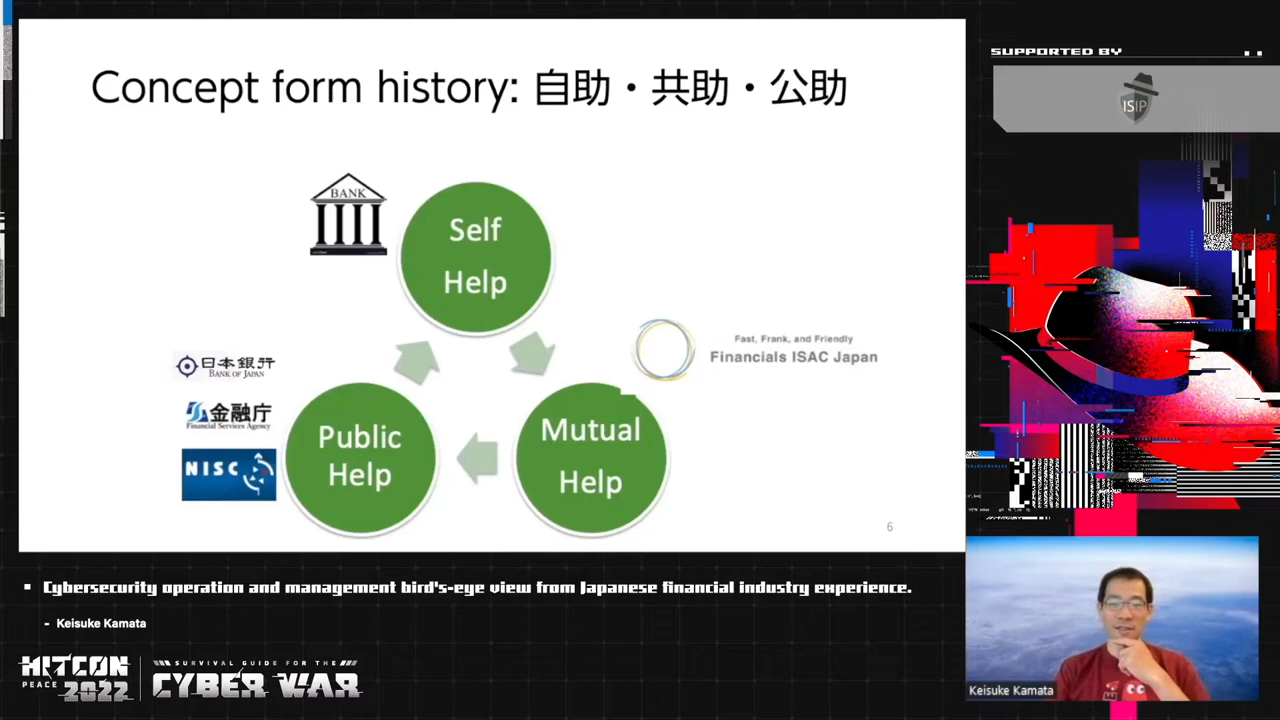 Concept form history: 自助・共助・公助
BANK
Self
Help
日本銀行
BANK OF JAPAN
金融庁
Financial Services Agency
NISC
Public
Help
Mutual
Help
Fast, Frank, and Friendly
Financials ISAC Japan
6
SUPPORTED BY
ISIP
Cybersecurity operation and management bird's-eye view from Japanese financial industry experience.
- Keisuke Kamata
HITCON
PEACE 2022
SURVIVAL GUIDE FOR THE
CYBER WAR
Keisuke Kamata